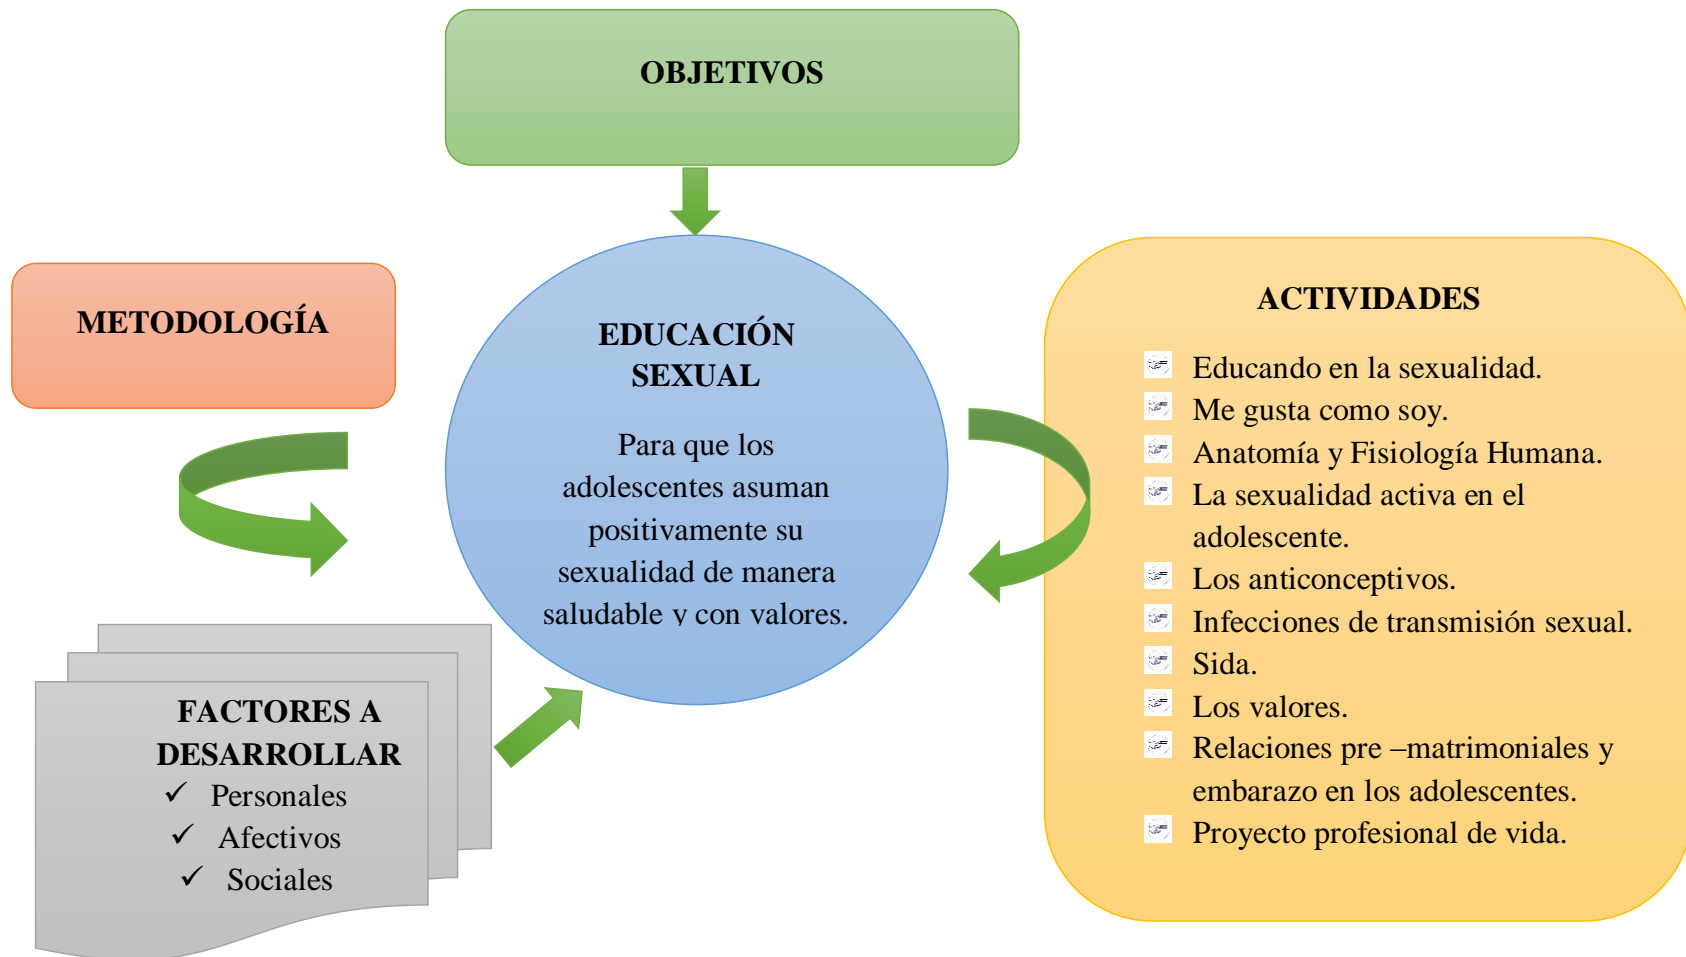 OBJETIVOS
METODOLOGÍA
EDUCACIÓN
SEXUAL
Para que los
adolescentes asuman
positivamente su
sexualidad de manera
saludable y con valores.
FACTORES A
DESARROLLAR
✓ Personales
✓ Afectivos
✓ Sociales
ACTIVIDADES
Educando en la sexualidad.
Me gusta como soy.
Anatomía y Fisiología Humana.
La sexualidad activa en el
adolescente.
Los anticonceptivos.
Infecciones de transmisión sexual.
Sida.
Los valores.
Relaciones pre –matrimoniales y
embarazo en los adolescentes.
Proyecto profesional de vida.